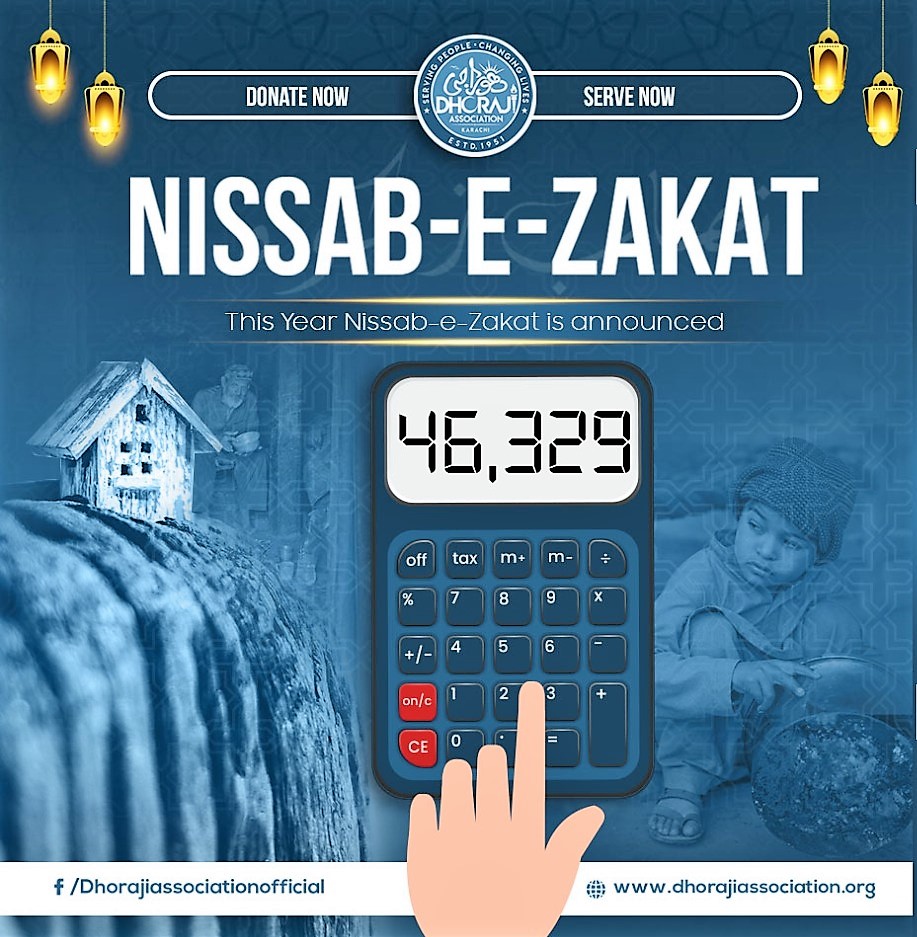 DONATE NOW
SERVING PEOPLE • CHANGING LIVES
DHORAJI
ASSOCIATION
KARACHI
ESTD. 1951
SERVE NOW
NISSAB-E-ZAKAT
This Year Nissab-e-Zakat is announced
46,329
off tax m+ m- ÷
% 7 8 9 x
+/- 4 5 6 -
on/c 1 2 3 +
CE 0 . =
/Dhorajiassociationofficial
www.dhorajiassociation.org